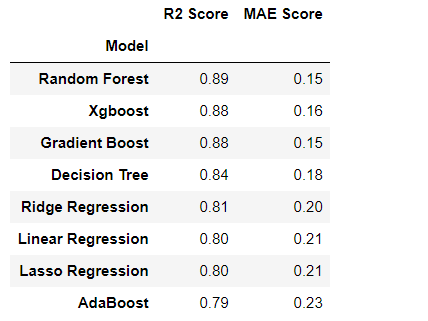 R2 Score MAE Score
Model
Random Forest 0.89 0.15
Xgboost 0.88 0.16
Gradient Boost 0.88 0.15
Decision Tree 0.84 0.18
Ridge Regression 0.81 0.20
Linear Regression 0.80 0.21
Lasso Regression 0.80 0.21
AdaBoost 0.79 0.23